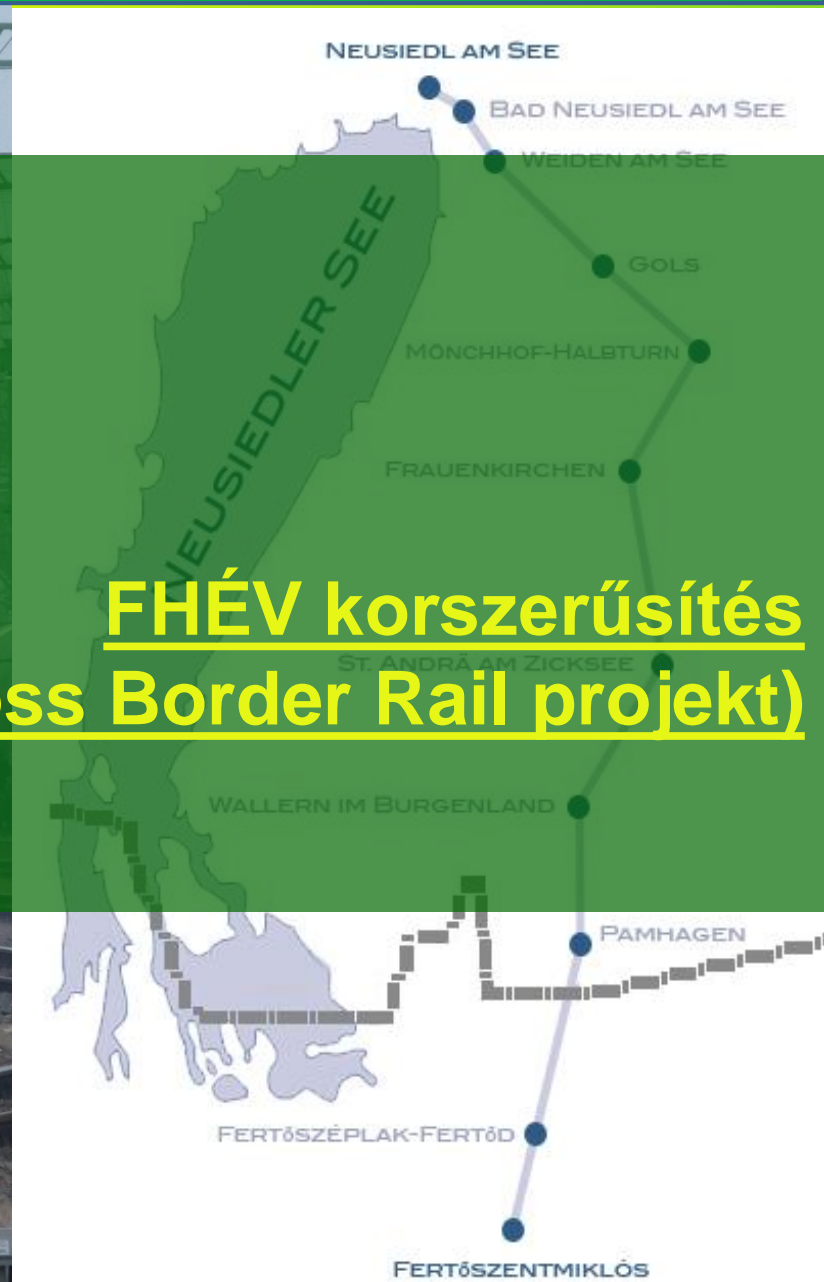 NEUSIEDL AM SEE
BAD NEUSIEDL AM SEE
WEIDEN AM SEE
NEUSIEDLER SEE
GOLS
MÖNCHHOF-HALBTURN
FRAUENKIRCHEN
FHÉV korszerűsítés
ST. ANDRÄ AM ZICKSEE
oss Border Rail projekt)
WALLERN IM BURGENLAND
PAMHAGEN
FERTőSZÉPLAK-FERTőD
FERTőSZENTMIKLÓS